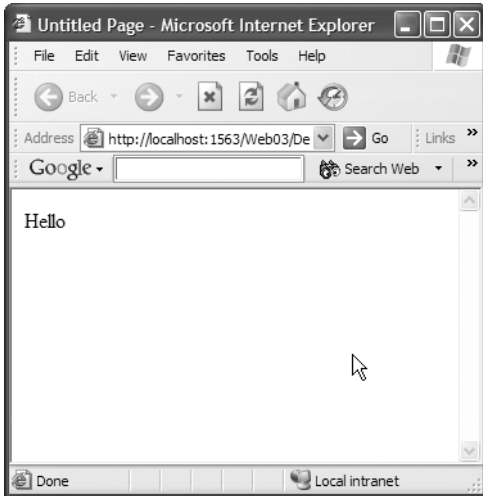 Untitled Page - Microsoft Internet Explorer
File Edit View Favorites Tools Help
Back
Address http://localhost:1563/Web03/De Go Links »
Google Search Web »
Hello
Done Local intranet